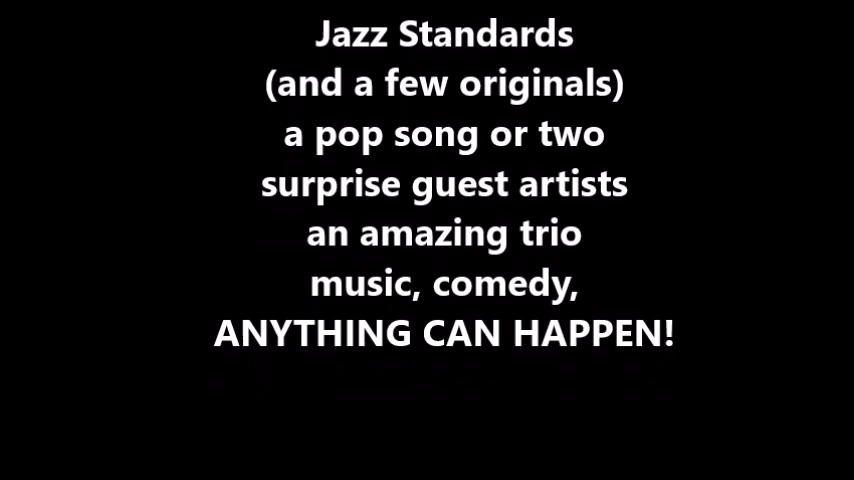 Jazz Standards
(and a few originals)
a pop song or two
surprise guest artists
an amazing trio
music, comedy,
ANYTHING CAN HAPPEN!